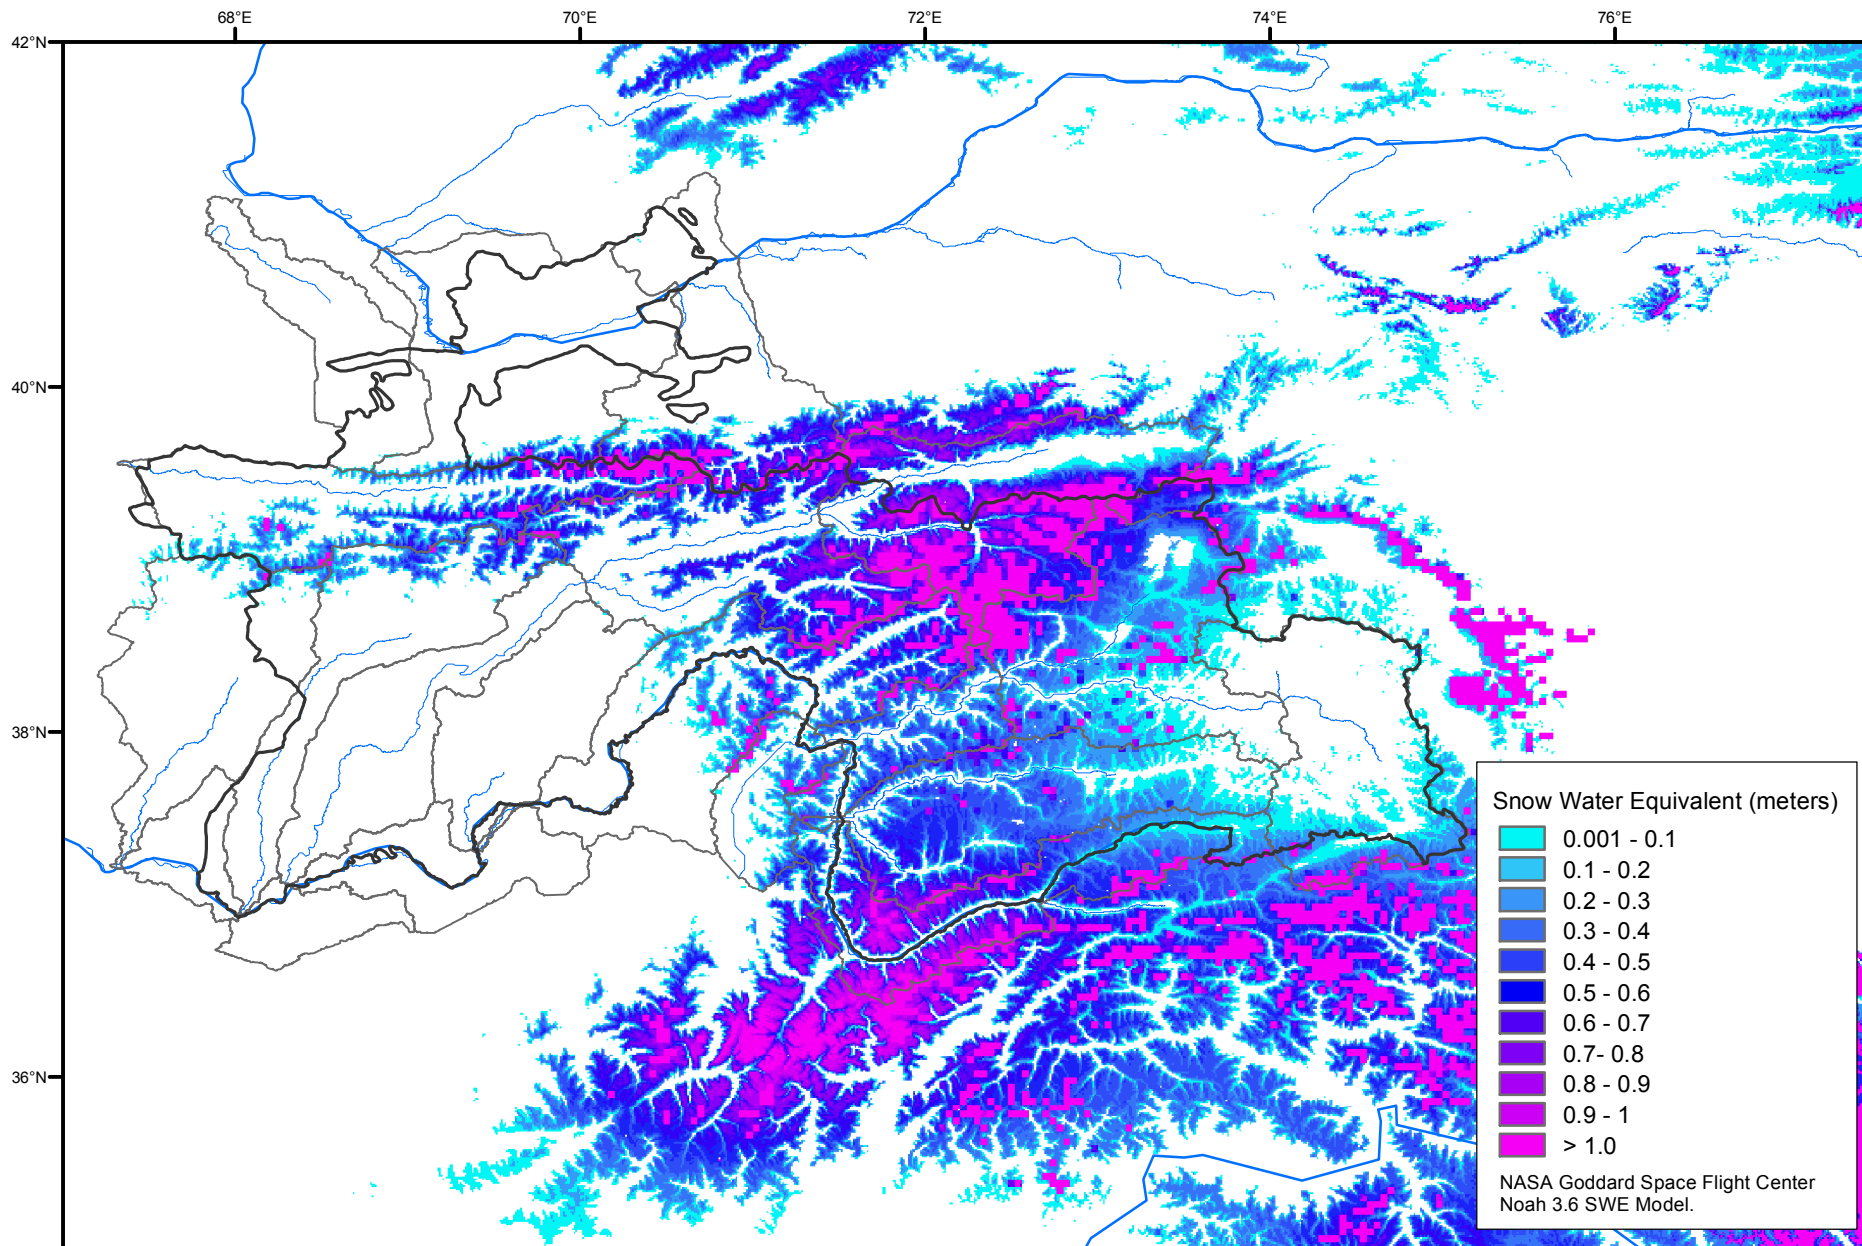 68°E 70°E 72°E 74°E 76°E
42°N
40°N
38°N
36°N
Snow Water Equivalent (meters)
0.001 - 0.1
0.1 - 0.2
0.2 - 0.3
0.3 - 0.4
0.4 - 0.5
0.5 - 0.6
0.6 - 0.7
0.7- 0.8
0.8 - 0.9
0.9 - 1
> 1.0
NASA Goddard Space Flight Center
Noah 3.6 SWE Model.